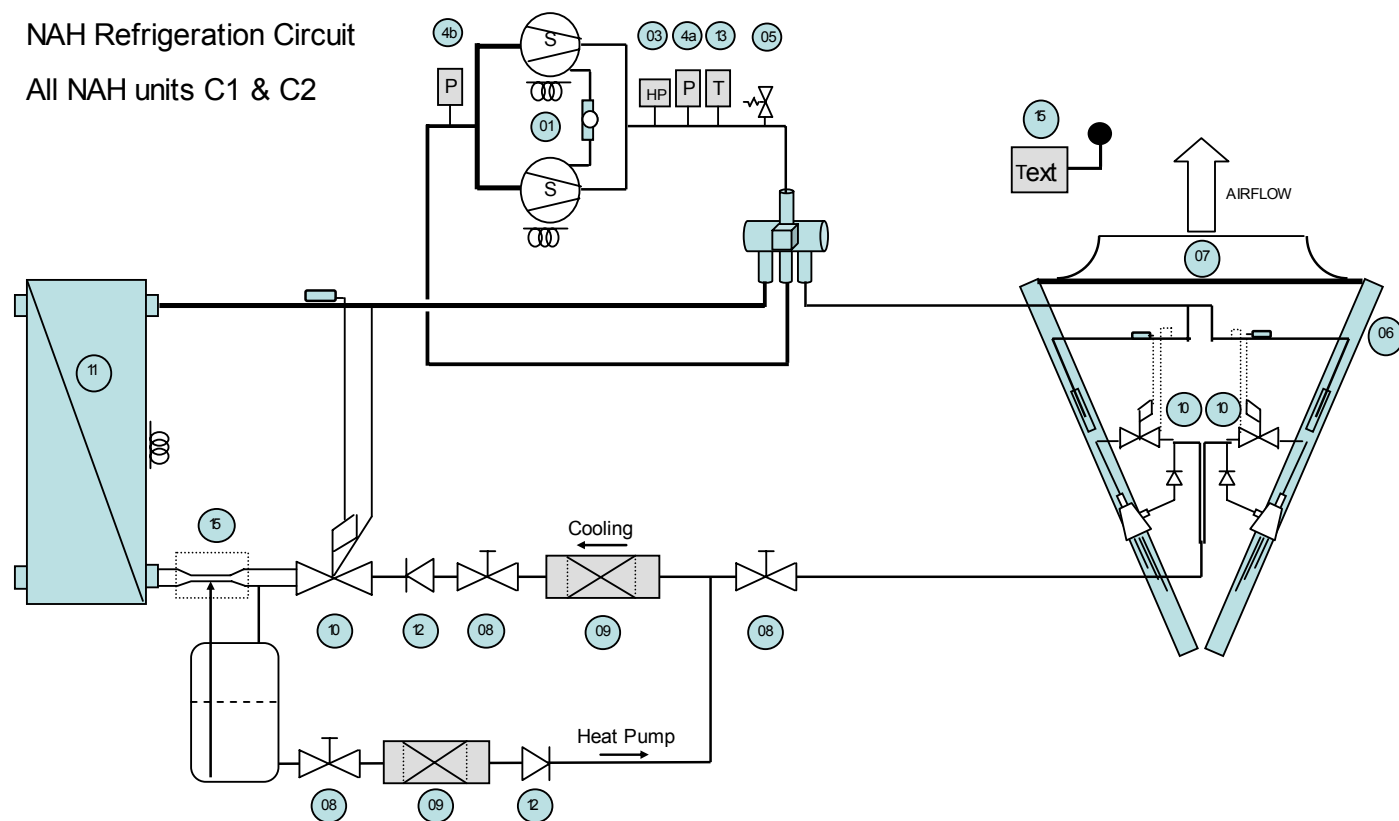 NAH Refrigeration Circuit
All NAH units C1 & C2
4b
03
4a
13
05
S
P
HP
P
T
01
S
15
Text
AIRFLOW
07
06
11
10
10
15
Cooling
10
12
08
09
08
Heat Pump
08
09
12